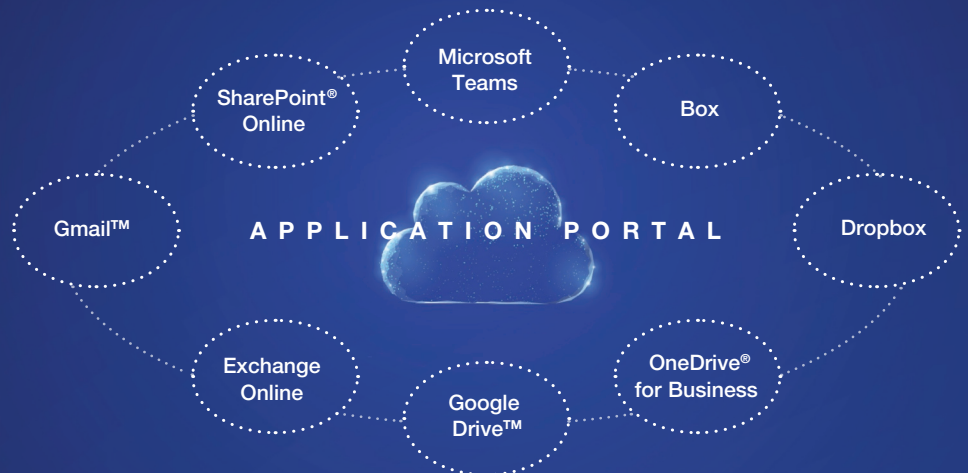 Microsoft
Teams
SharePoint®
Online
Box
Gmail™
APPLICATION PORTAL
Dropbox
Exchange
Online
OneDrive®
for Business
Google
Drive™